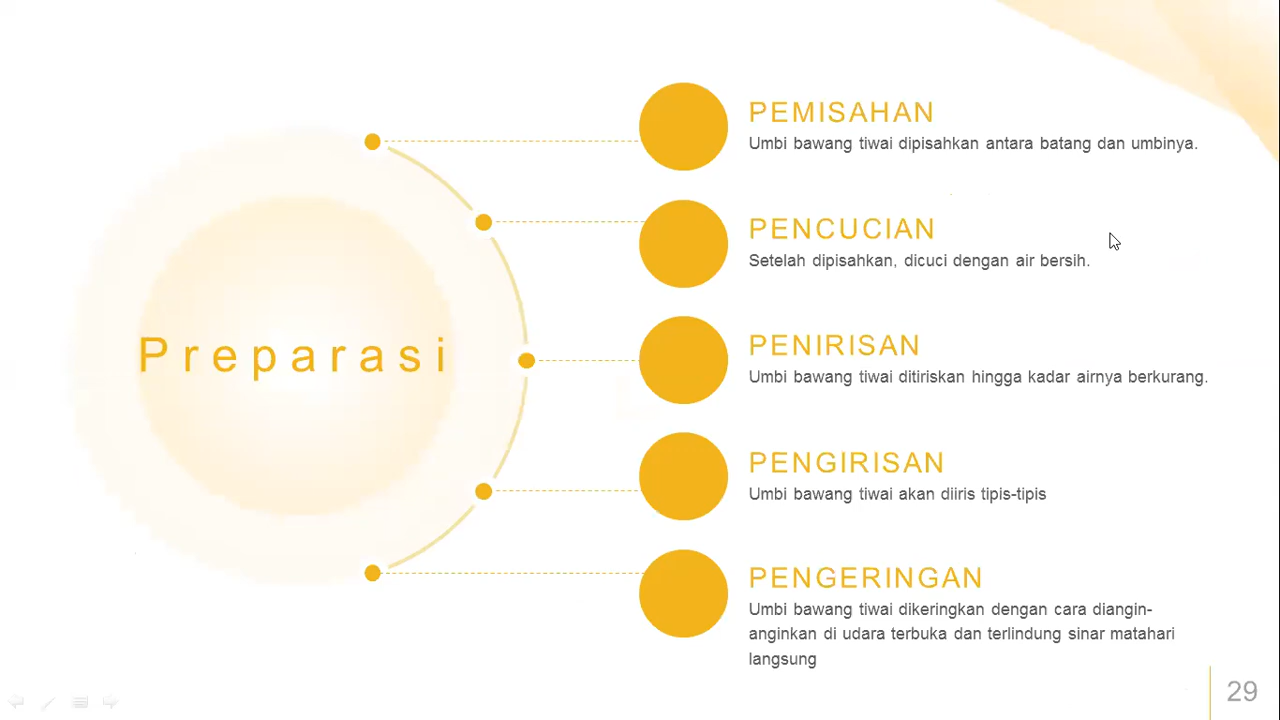 Preparasi
PEMISAHAN
Umbi bawang tiwai dipisahkan antara batang dan umbinya.
PENCUCIAN
Setelah dipisahkan, dicuci dengan air bersih.
PENIRISAN
Umbi bawang tiwai ditiriskan hingga kadar airnya berkurang.
PENGIRISAN
Umbi bawang tiwai akan diiris tipis-tipis
PENGERINGAN
Umbi bawang tiwai dikeringkan dengan cara diangin-
anginkan di udara terbuka dan terlindung sinar matahari
langsung
29